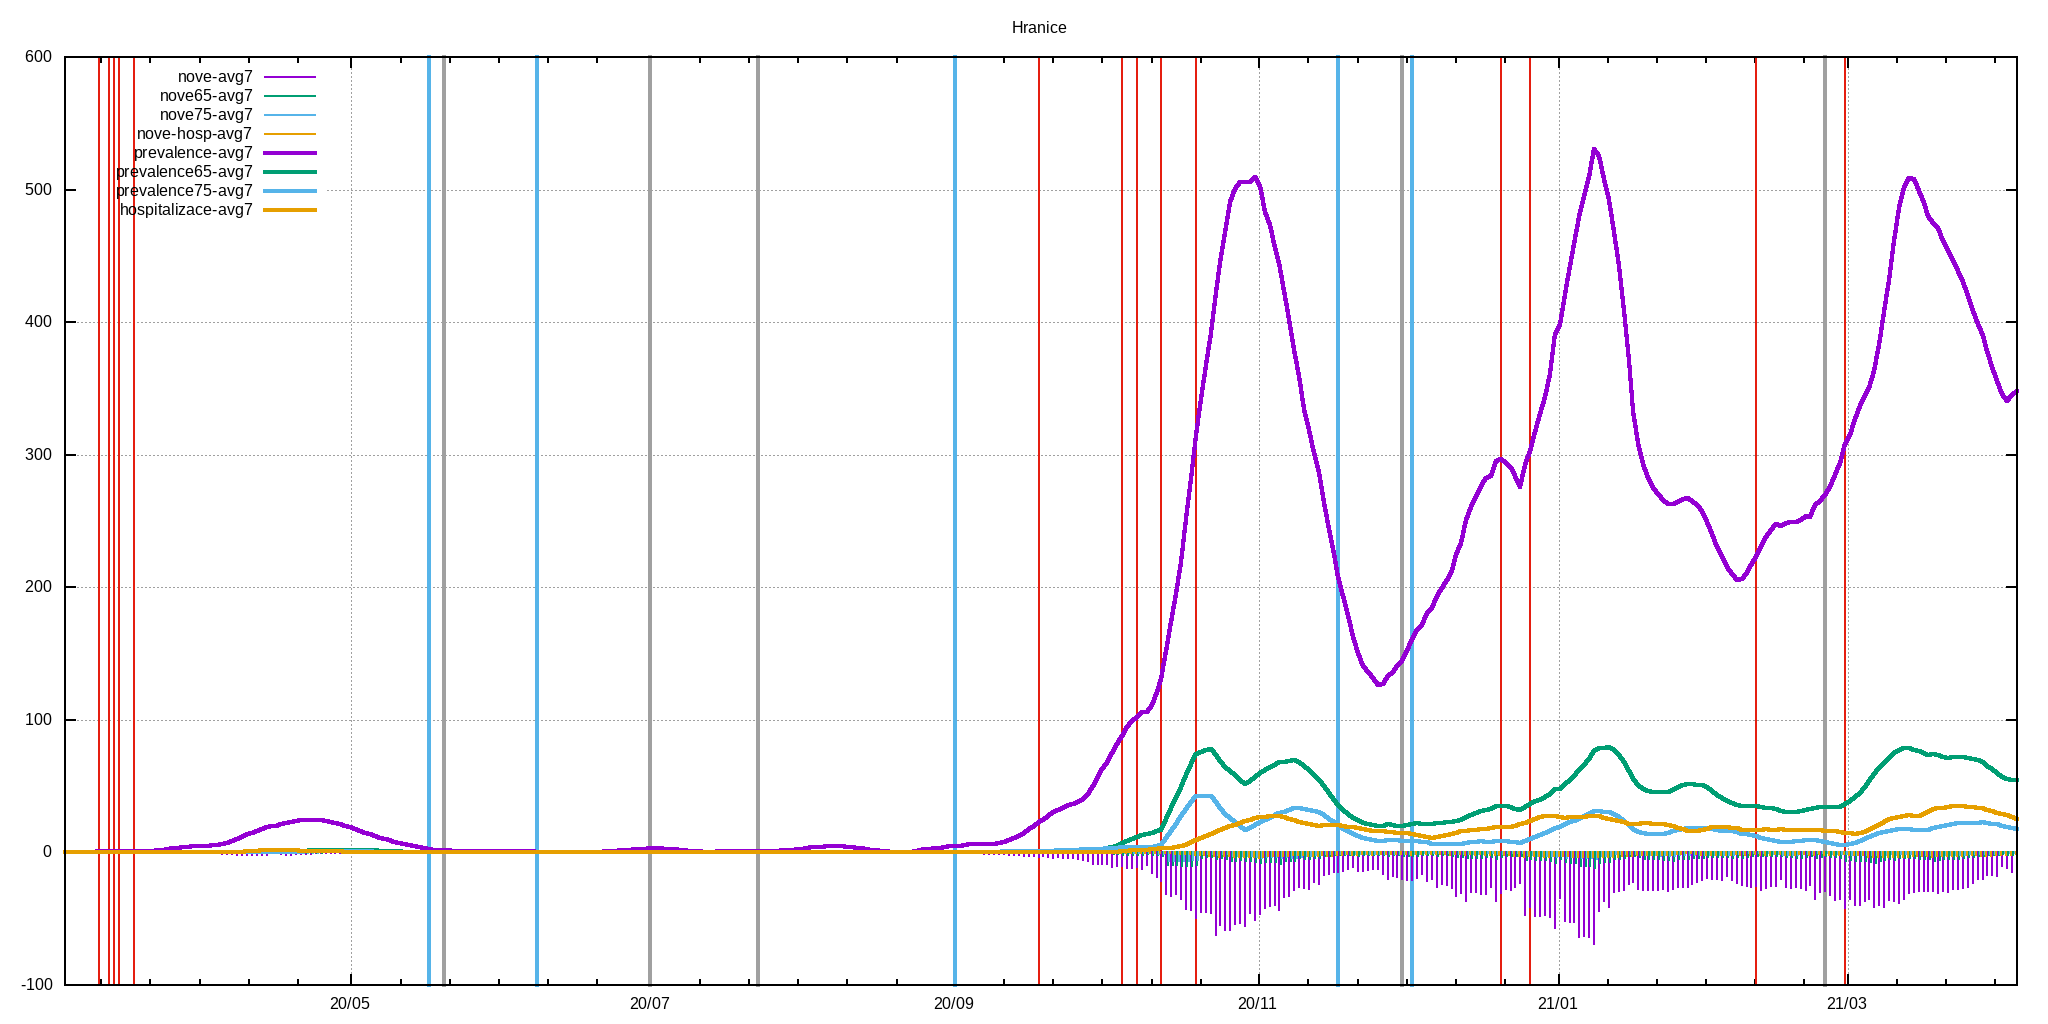 Hranice
600
500
400
300
200
100
0
-100
nove-avg7
nove65-avg7
nove75-avg7
nove-hosp-avg7
prevalence-avg7
prevalence65-avg7
prevalence75-avg7
hospitalizace-avg7
20/05
20/07
20/09
20/11
21/01
21/03